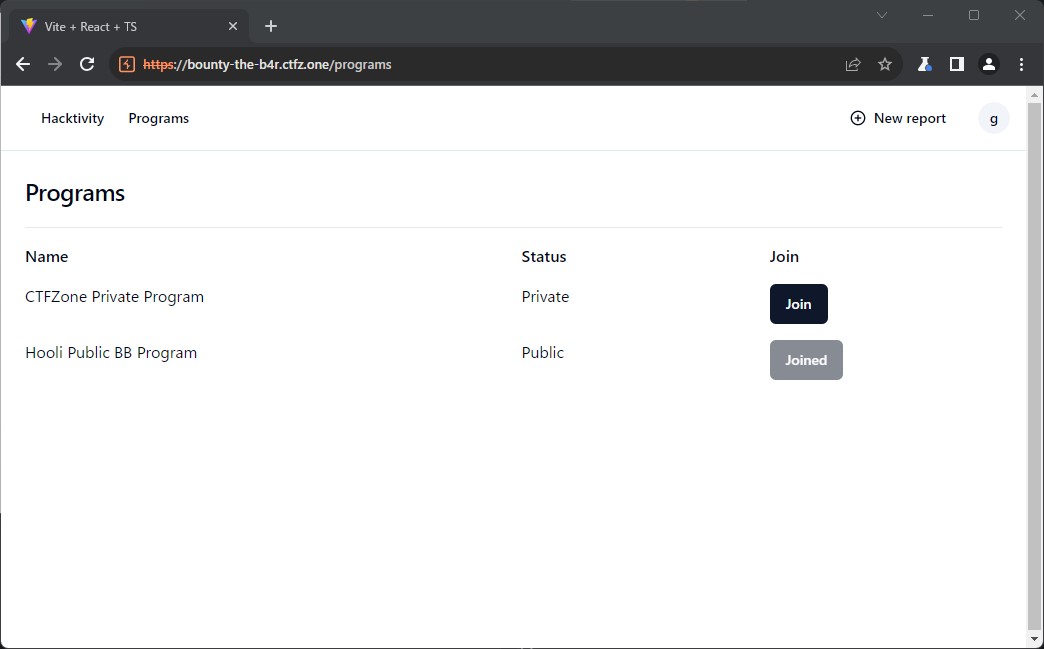 Vite + React + TS
https://bounty-the-b4r.ctfz.one/programs
Hacktivity Programs New report g
Programs
Name Status Join
CTFZone Private Program Private Join
Hooli Public BB Program Public Joined